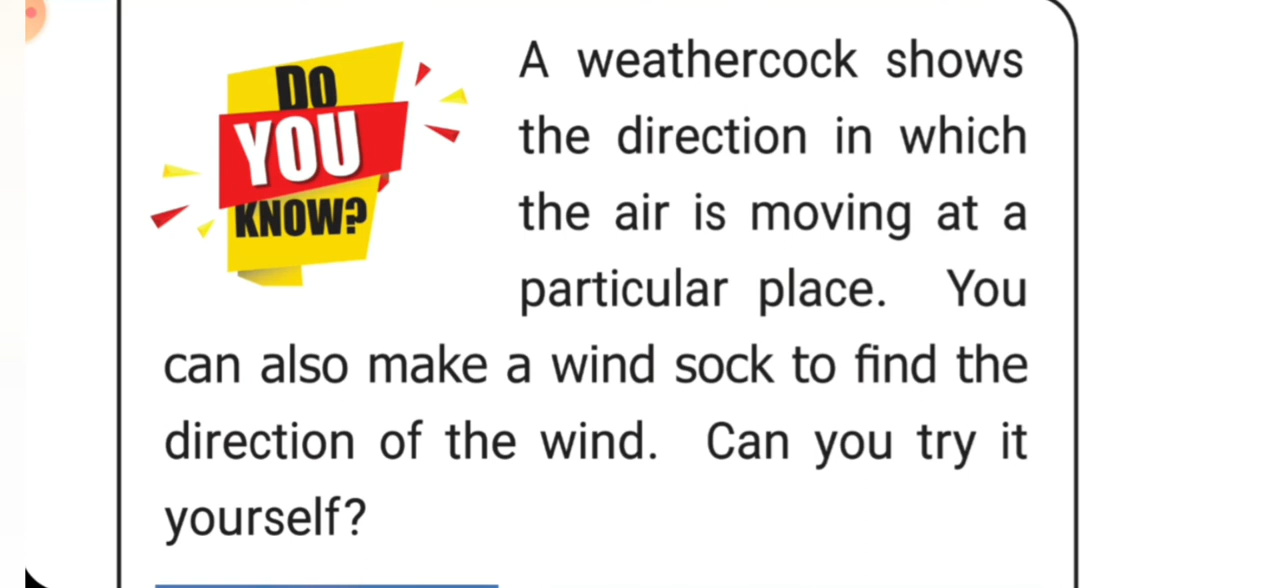 DO
YOU
KNOW?
A weathercock shows
the direction in which
the air is moving at a
particular place. You
can also make a wind sock to find the
direction of the wind. Can you try it
yourself?